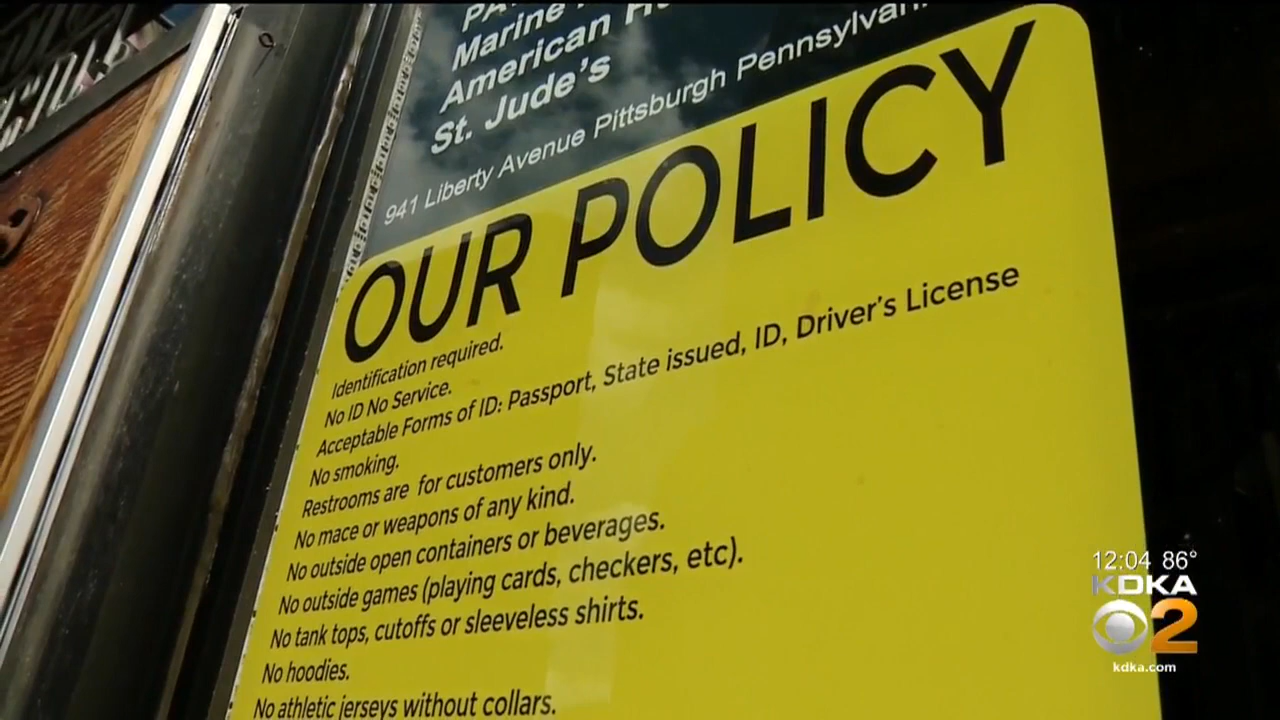 Marine
American
St. Jude's
941 Liberty Avenue Pittsburgh Pennsylvani
OUR POLICY
Identification required.
No ID No Service.
Acceptable Forms of ID: Passport, State issued, ID, Driver's License
No smoking.
Restrooms are for customers only.
No mace or weapons of any kind.
No outside open containers or beverages.
No outside games (playing cards, checkers, etc).
No tank tops, cutoffs or sleeveless shirts.
No hoodies.
No athletic jerseys without collars.
12:04 86°
KDKA
2
kdka.com